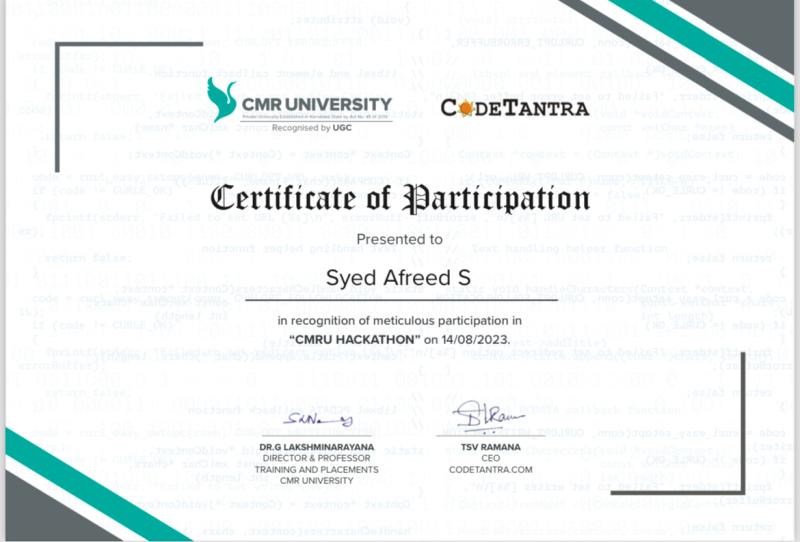 CMR UNIVERSITY
Private University Established in Karnataka State by Act No. 45 of 2013
Recognised by UGC
CODETANTRA
Certificate of Participation
Presented to
Syed Afreed S
in recognition of meticulous participation in
“CMRU HACKATHON” on 14/08/2023.
DR.G LAKSHMINARAYANA
DIRECTOR & PROFESSOR
TRAINING AND PLACEMENTS
CMR UNIVERSITY
TSV RAMANA
CEO
CODETANTRA.COM